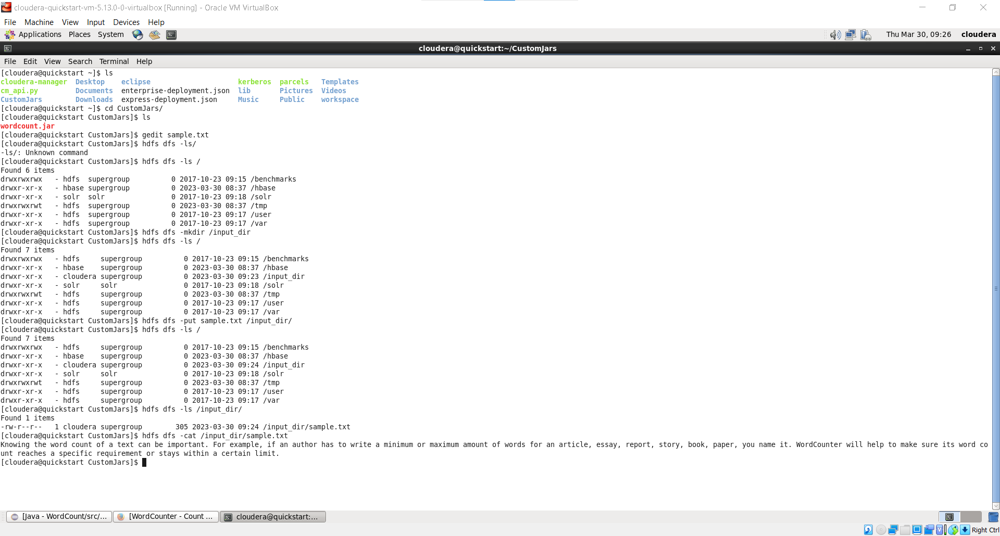 cloudera-quickstart-vm-5.13.0-0-virtualbox [Running] - Oracle VM VirtualBox
File Machine View Input Devices Help
Applications Places System Thu Mar 30, 09:26 cloudera
cloudera@quickstart:~/CustomJars
File Edit View Search Terminal Help
[cloudera@quickstart ~]$ ls
cloudera-manager Desktop eclipse kerberos parcels Templates
cm_api.py Documents enterprise-deployment.json lib Pictures Videos
CustomJars Downloads express-deployment.json Music Public workspace
[cloudera@quickstart ~]$ cd CustomJars/
[cloudera@quickstart CustomJars]$ ls
wordcount.jar
[cloudera@quickstart CustomJars]$ gedit sample.txt
[cloudera@quickstart CustomJars]$ hdfs dfs -ls/
-ls/: Unknown command
[cloudera@quickstart CustomJars]$ hdfs dfs -ls /
Found 6 items
drwxrwxrwx - hdfs supergroup 0 2017-10-23 09:15 /benchmarks
drwxr-xr-x - hbase supergroup 0 2023-03-30 08:37 /hbase
drwxr-xr-x - solr solr 0 2017-10-23 09:18 /solr
drwxrwxrwt - hdfs supergroup 0 2023-03-30 08:37 /tmp
drwxr-xr-x - hdfs supergroup 0 2017-10-23 09:17 /user
drwxr-xr-x - hdfs supergroup 0 2017-10-23 09:17 /var
[cloudera@quickstart CustomJars]$ hdfs dfs -mkdir /input_dir
[cloudera@quickstart CustomJars]$ hdfs dfs -ls /
Found 7 items
drwxrwxrwx - hdfs supergroup 0 2017-10-23 09:15 /benchmarks
drwxr-xr-x - hbase supergroup 0 2023-03-30 08:37 /hbase
drwxr-xr-x - cloudera supergroup 0 2023-03-30 09:23 /input_dir
drwxr-xr-x - solr solr 0 2017-10-23 09:18 /solr
drwxrwxrwt - hdfs supergroup 0 2023-03-30 08:37 /tmp
drwxr-xr-x - hdfs supergroup 0 2017-10-23 09:17 /user
drwxr-xr-x - hdfs supergroup 0 2017-10-23 09:17 /var
[cloudera@quickstart CustomJars]$ hdfs dfs -put sample.txt /input_dir/
[cloudera@quickstart CustomJars]$ hdfs dfs -ls /
Found 7 items
drwxrwxrwx - hdfs supergroup 0 2017-10-23 09:15 /benchmarks
drwxr-xr-x - hbase supergroup 0 2023-03-30 08:37 /hbase
drwxr-xr-x - cloudera supergroup 0 2023-03-30 09:24 /input_dir
drwxr-xr-x - solr solr 0 2017-10-23 09:18 /solr
drwxrwxrwt - hdfs supergroup 0 2023-03-30 08:37 /tmp
drwxr-xr-x - hdfs supergroup 0 2017-10-23 09:17 /user
drwxr-xr-x - hdfs supergroup 0 2017-10-23 09:17 /var
[cloudera@quickstart CustomJars]$ hdfs dfs -ls /input_dir/
Found 1 items
-rw-r--r-- 1 cloudera supergroup 305 2023-03-30 09:24 /input_dir/sample.txt
[cloudera@quickstart CustomJars]$ hdfs dfs -cat /input_dir/sample.txt
Knowing the word count of a text can be important. For example, if an author has to write a minimum or maximum amount of words for an article, essay, report, story, book, paper, you name it. WordCounter will help to make sure its word co
unt reaches a specific requirement or stays within a certain limit.
[cloudera@quickstart CustomJars]$
[Java - WordCount/src/... [WordCounter - Count ... cloudera@quickstart:...
Right Ctrl